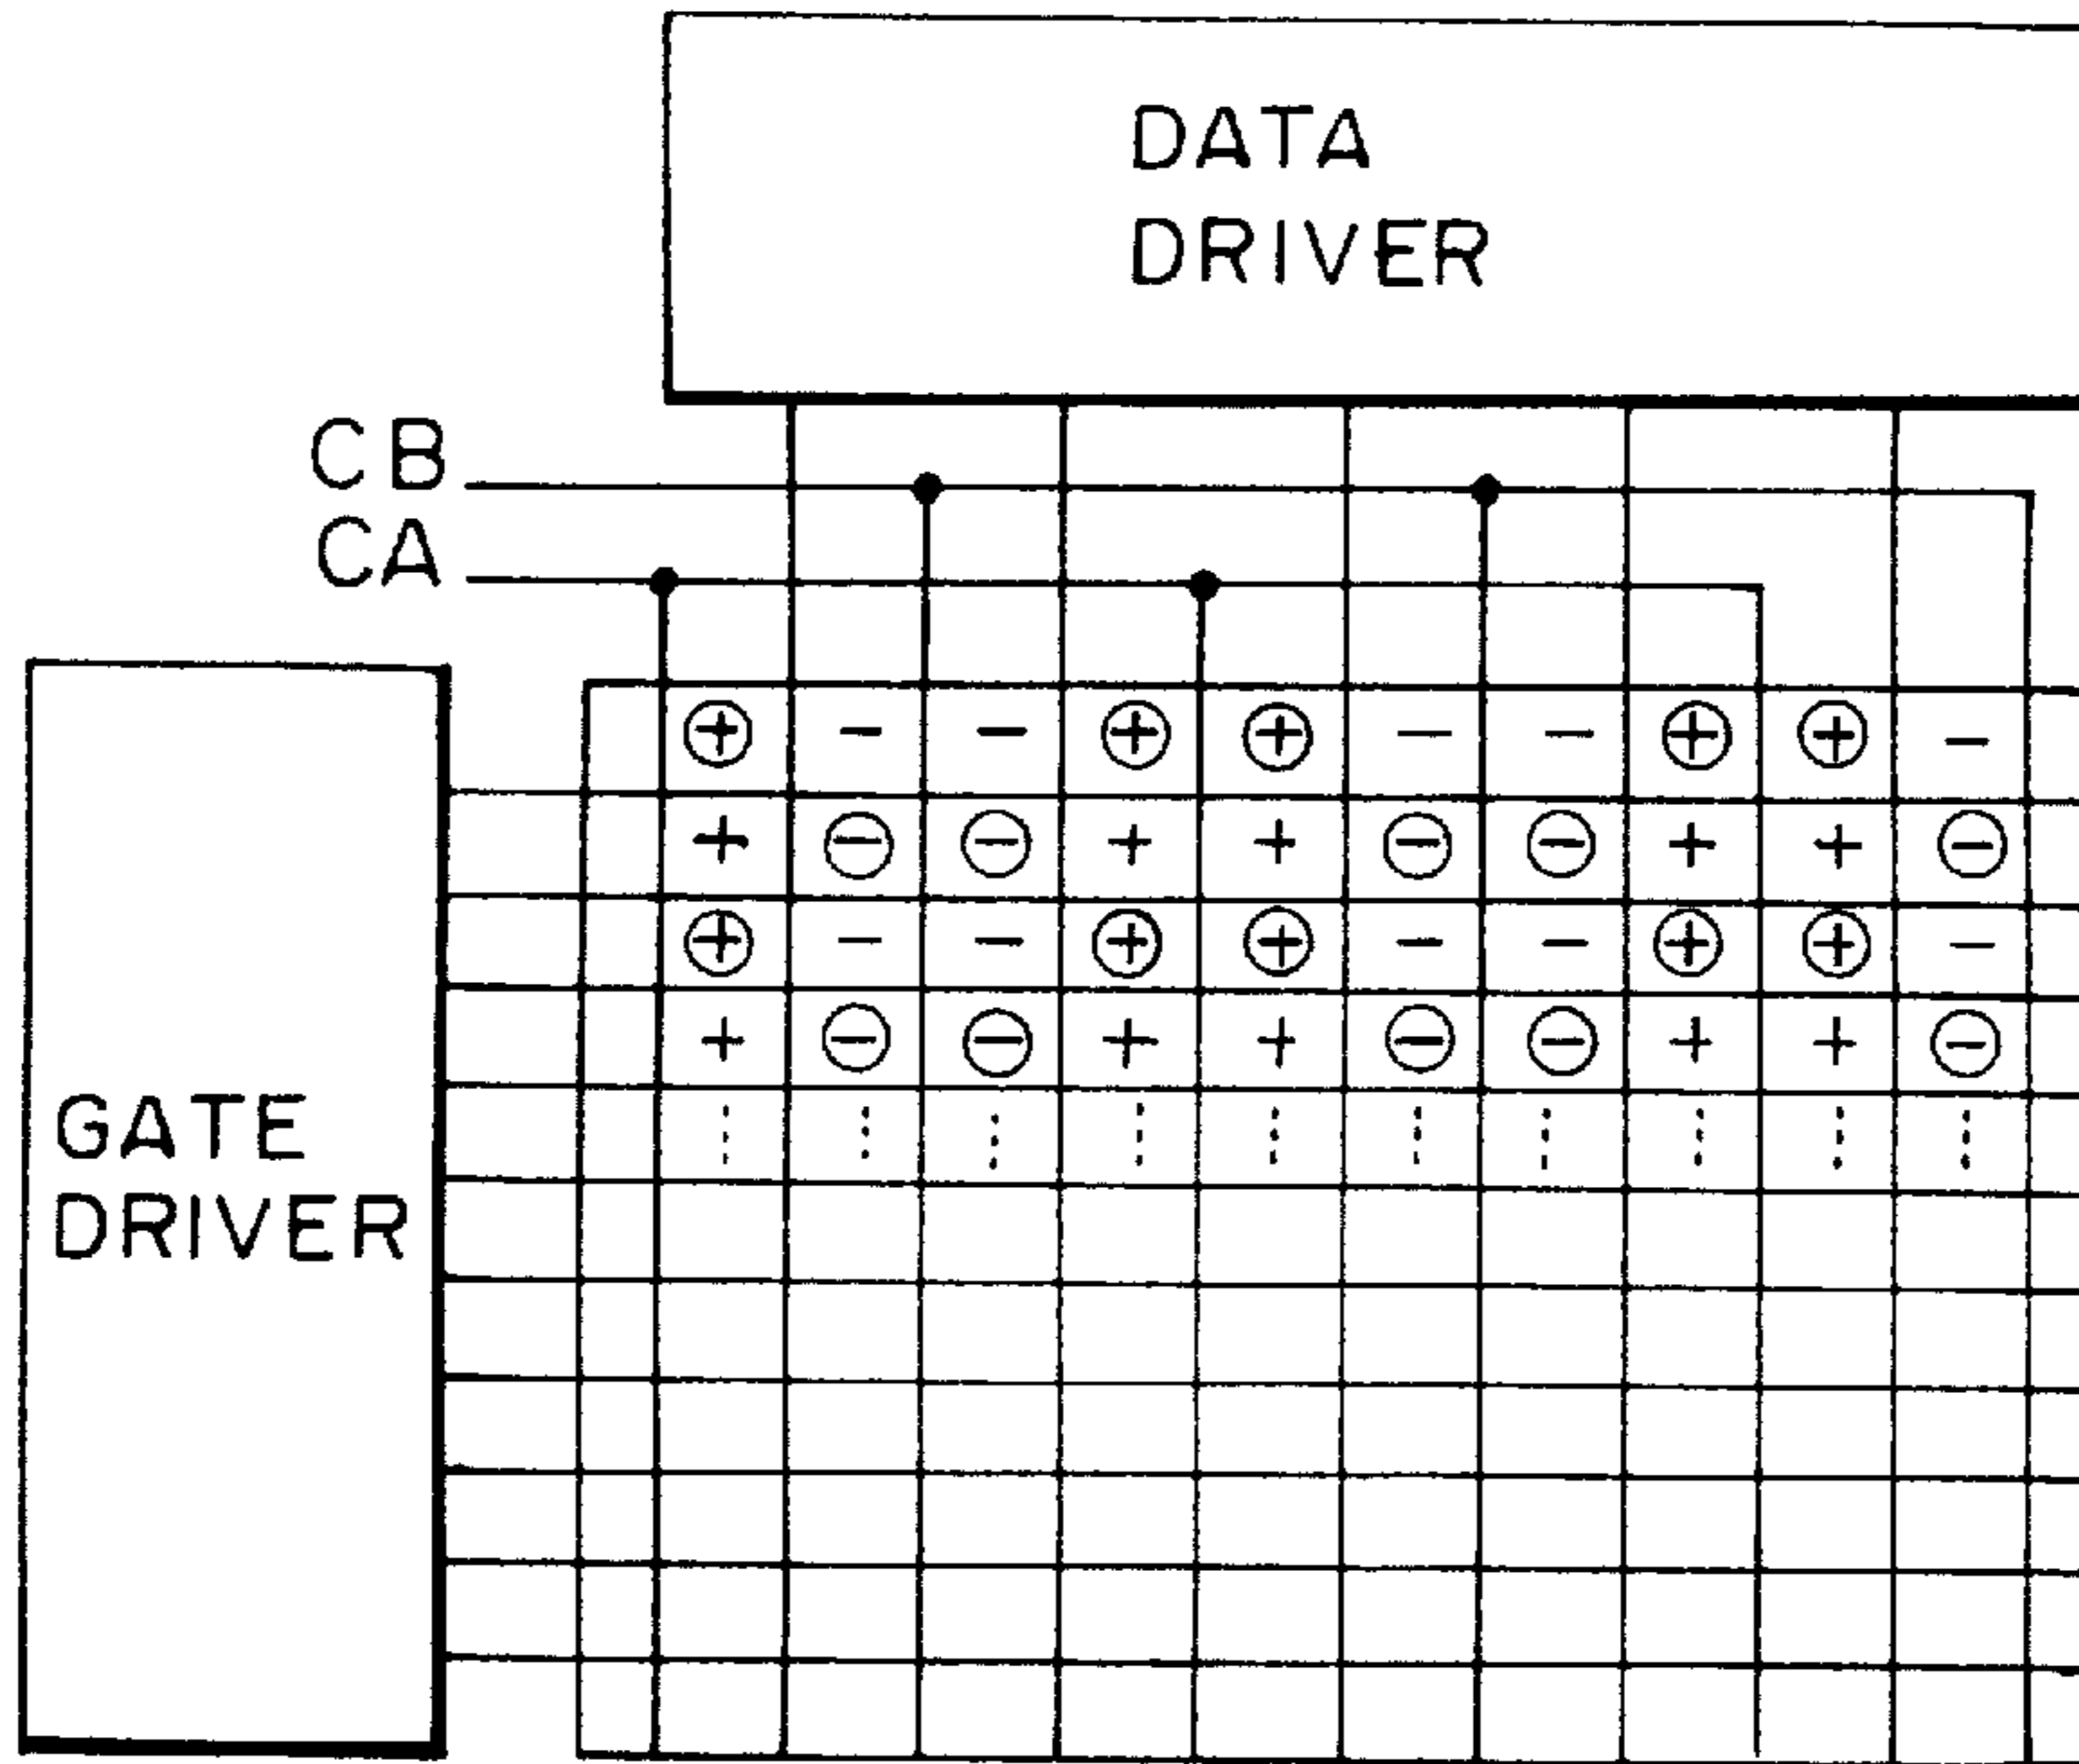 DATA
DRIVER
CB
CA
⊕ − − ⊕ ⊕ − − ⊕ ⊕ −
+ ⊖ ⊖ + + ⊖ ⊖ + + ⊖
⊕ − − ⊕ ⊕ − − ⊕ ⊕ −
+ ⊖ ⊖ + + ⊖ ⊖ + + ⊖
GATE
DRIVER